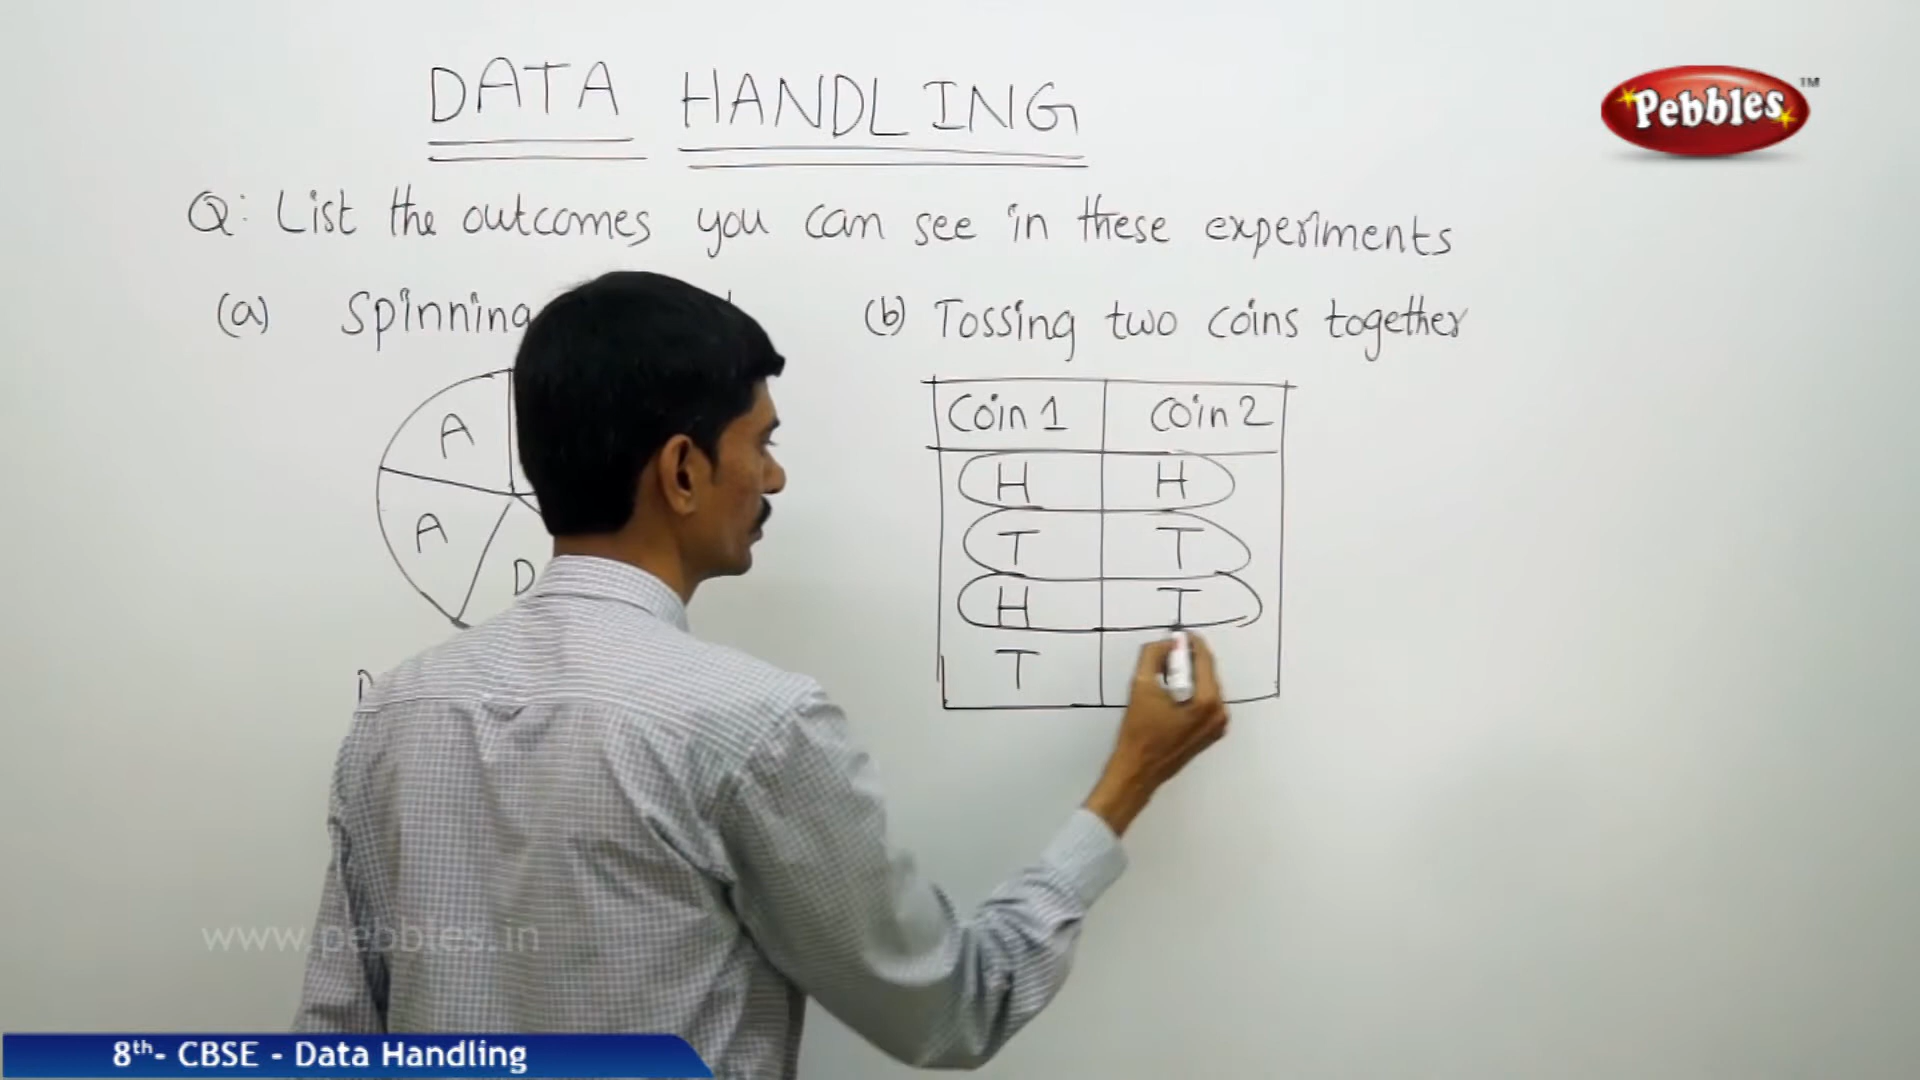 DATA HANDLING
Pebbles TM
Q: List the outcomes you can see in these experiments
(a) Spinning
(b) Tossing two coins together
Coin 1 Coin 2
H H
T T
H T
T
A
A
D
www.pebbles.in
8th- CBSE - Data Handling